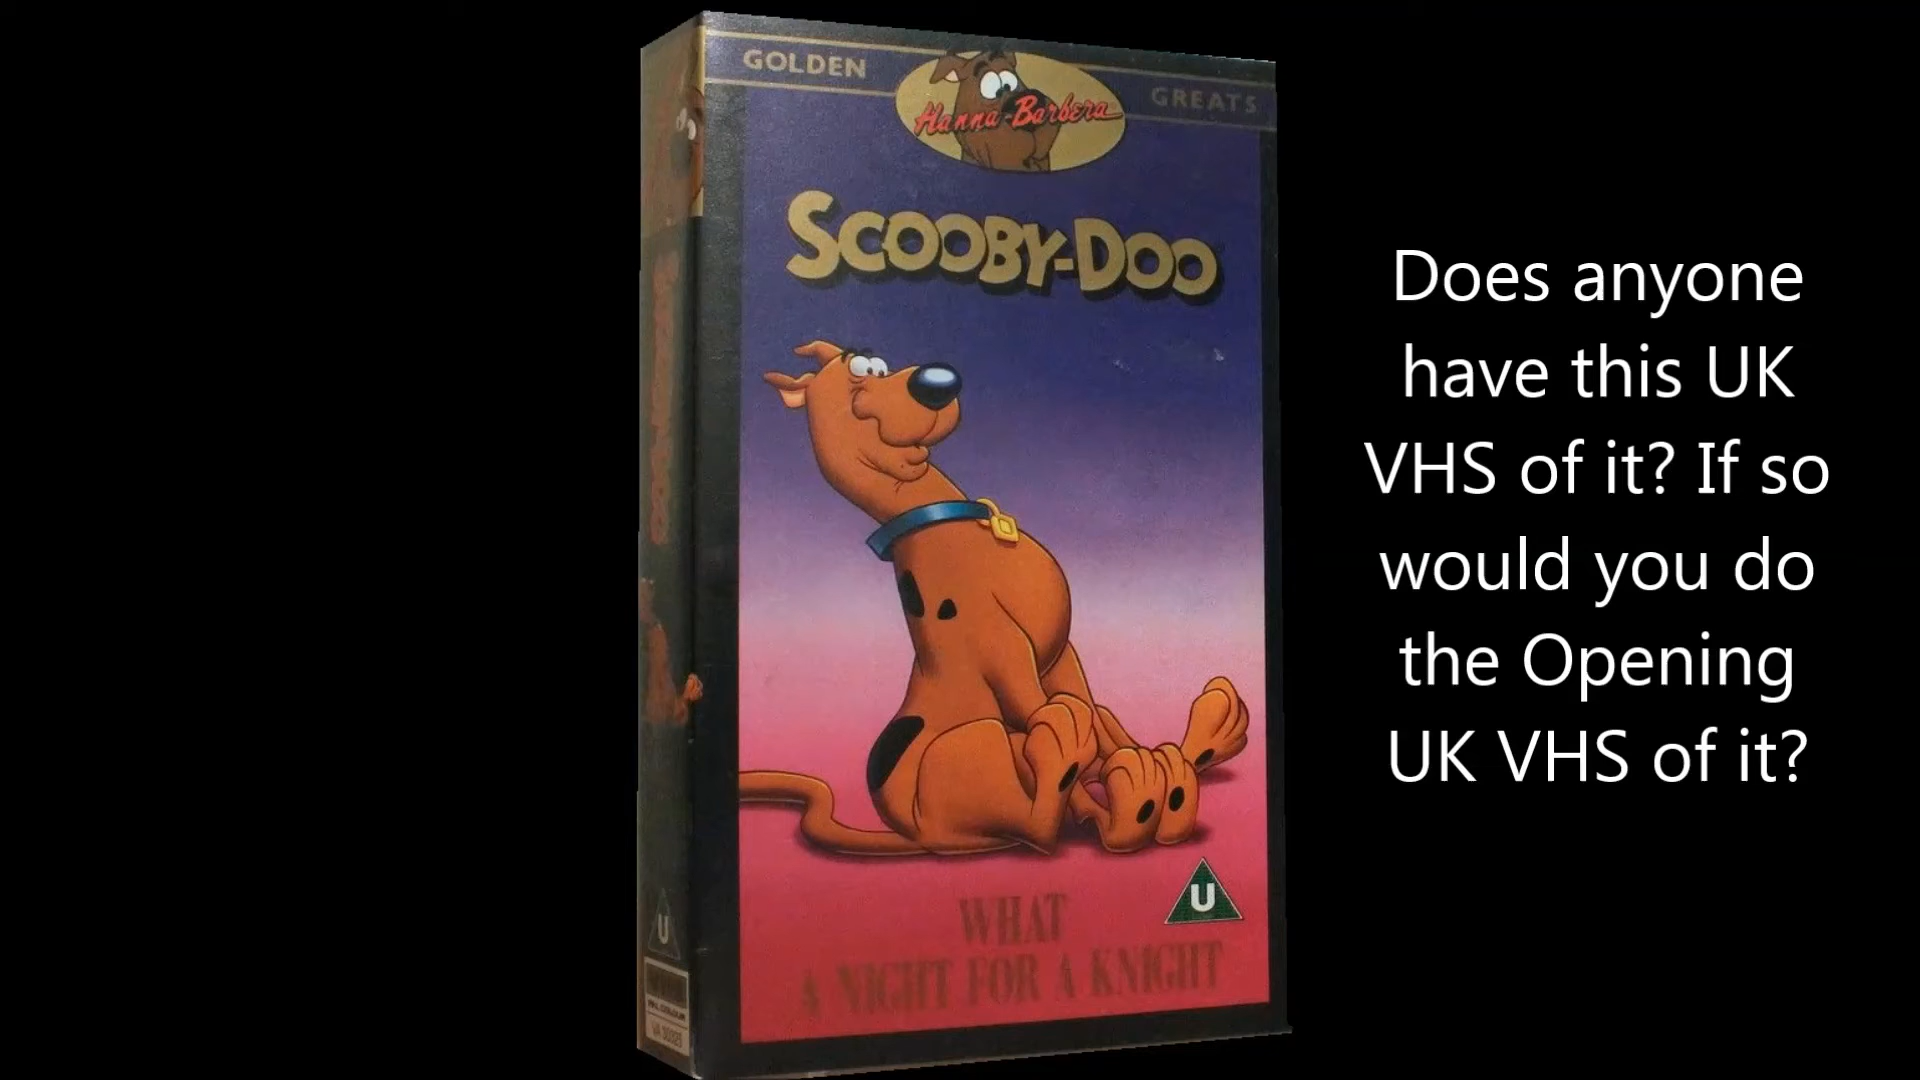 GOLDEN
Hanna-Barbera
GREATS
SCOOBY-DOO
WHAT
A NIGHT FOR A KNIGHT
U
U
Does anyone
have this UK
VHS of it? If so
would you do
the Opening
UK VHS of it?